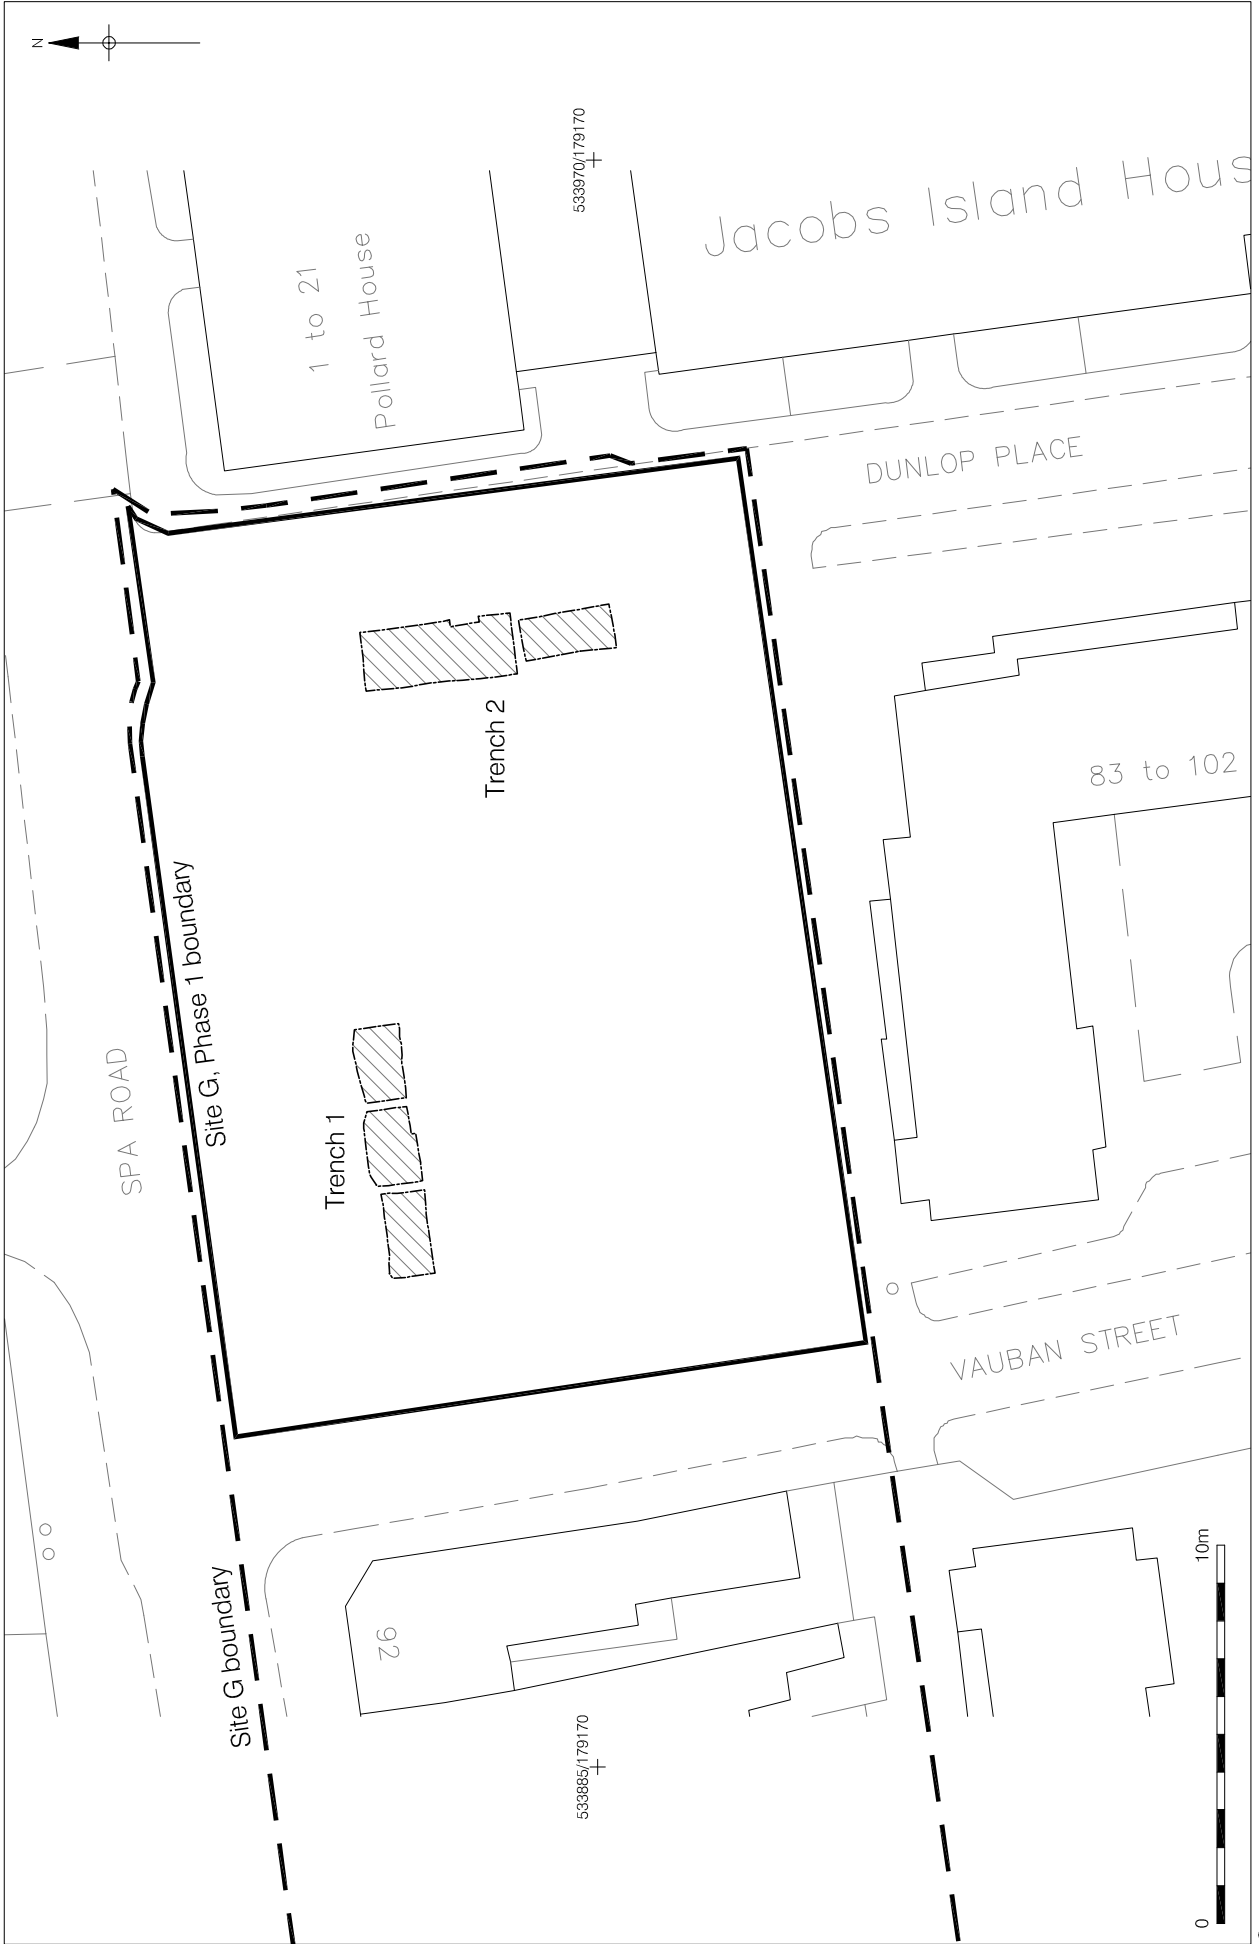 N
533970/179170
Jacobs Island Hous
1 to 21
Pollard House
DUNLOP PLACE
Trench 2
83 to 102
Site G, Phase 1 boundary
SPA ROAD
Trench 1
VAUBAN STREET
Site G boundary
92
533885/179170
0
10m